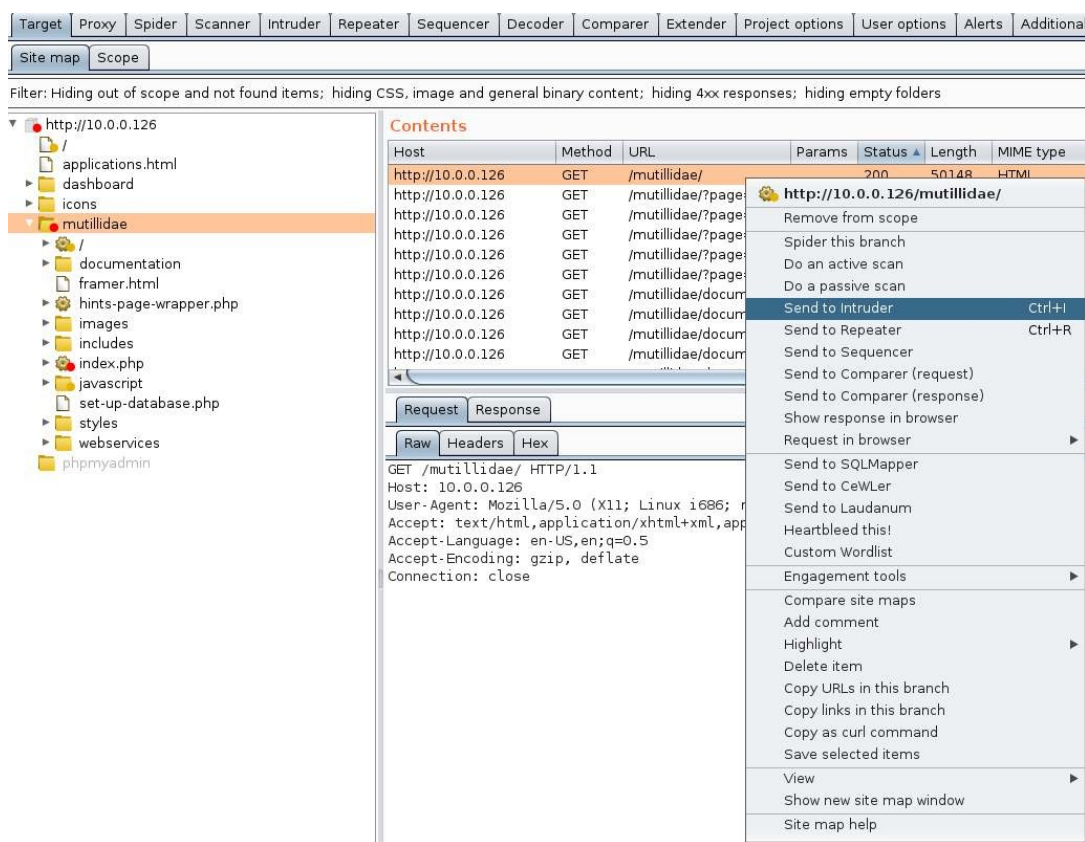 Target Proxy Spider Scanner Intruder Repeater Sequencer Decoder Comparer Extender Project options User options Alerts Additiona
Site map Scope
Filter: Hiding out of scope and not found items; hiding CSS, image and general binary content; hiding 4xx responses; hiding empty folders
http://10.0.0.126
/
applications.html
dashboard
icons
mutillidae
/
documentation
framer.html
hints-page-wrapper.php
images
includes
index.php
javascript
set-up-database.php
styles
webservices
phpmyadmin
Contents
Host Method URL Params Status Length MIME type
http://10.0.0.126 GET /mutillidae/ 200 50148 HTML
http://10.0.0.126 GET /mutillidae/?page=
http://10.0.0.126 GET /mutillidae/?page=
http://10.0.0.126 GET /mutillidae/?page=
http://10.0.0.126 GET /mutillidae/?page=
http://10.0.0.126 GET /mutillidae/?page=
http://10.0.0.126 GET /mutillidae/?page=
http://10.0.0.126 GET /mutillidae/docum
http://10.0.0.126 GET /mutillidae/docum
http://10.0.0.126 GET /mutillidae/docum
Request Response
Raw Headers Hex
GET /mutillidae/ HTTP/1.1
Host: 10.0.0.126
User-Agent: Mozilla/5.0 (X11; Linux i686; r
Accept: text/html,application/xhtml+xml,app
Accept-Language: en-US,en;q=0.5
Accept-Encoding: gzip, deflate
Connection: close
http://10.0.0.126/mutillidae/
Remove from scope
Spider this branch
Do an active scan
Do a passive scan
Send to Intruder Ctrl+I
Send to Repeater Ctrl+R
Send to Sequencer
Send to Comparer (request)
Send to Comparer (response)
Show response in browser
Request in browser
Send to SQLMapper
Send to CeWLer
Send to Laudanum
Heartbleed this!
Custom Wordlist
Engagement tools
Compare site maps
Add comment
Highlight
Delete item
Copy URLs in this branch
Copy links in this branch
Copy as curl command
Save selected items
View
Show new site map window
Site map help